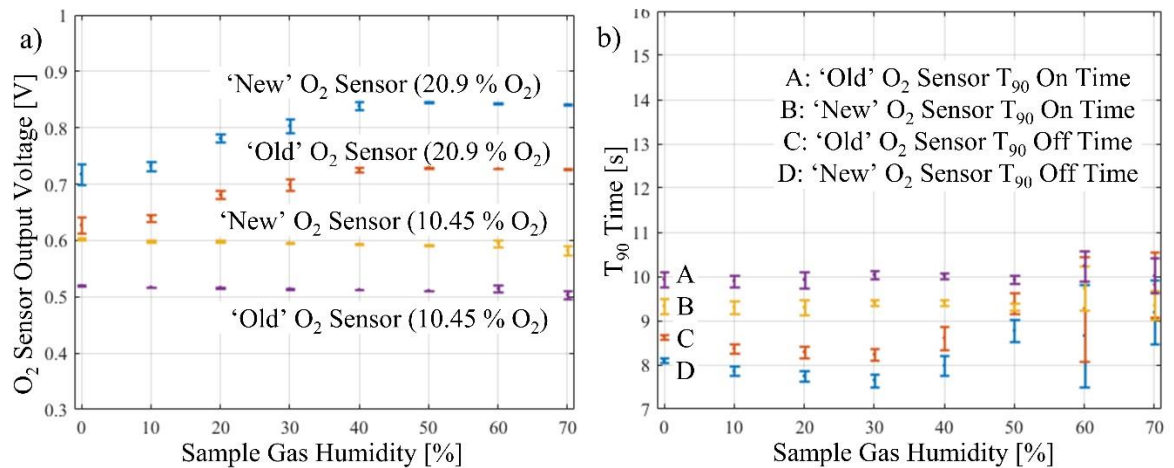 a)
O₂ Sensor Output Voltage [V]
1
0.9
0.8
0.7
0.6
0.5
0.4
0.3
‘New’ O₂ Sensor (20.9 % O₂)
‘Old’ O₂ Sensor (20.9 % O₂)
‘New’ O₂ Sensor (10.45 % O₂)
‘Old’ O₂ Sensor (10.45 % O₂)
0 10 20 30 40 50 60 70
Sample Gas Humidity [%]
b)
T₉₀ Time [s]
16
15
14
13
12
11
10
9
8
7
A: ‘Old’ O₂ Sensor T₉₀ On Time
B: ‘New’ O₂ Sensor T₉₀ On Time
C: ‘Old’ O₂ Sensor T₉₀ Off Time
D: ‘New’ O₂ Sensor T₉₀ Off Time
A
B
C
D
0 10 20 30 40 50 60 70
Sample Gas Humidity [%]